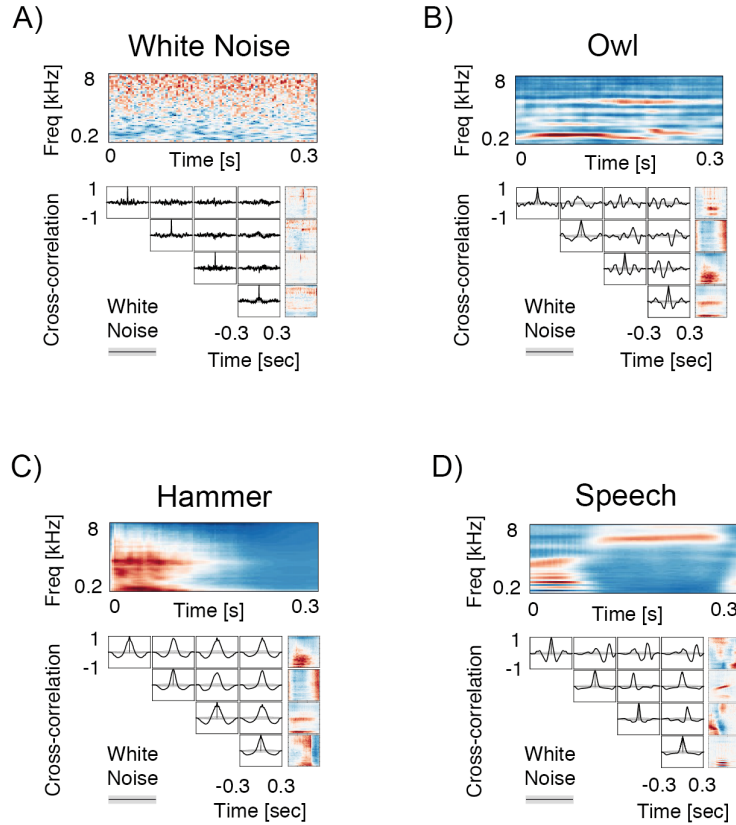 A)
White Noise
Freq [kHz]
8
0.2
0
Time [s]
0.3
Cross-correlation
1
-1
White
Noise
-0.3 0.3
Time [sec]
B)
Owl
Freq [kHz]
8
0.2
0
Time [s]
0.3
Cross-correlation
1
-1
White
Noise
-0.3 0.3
Time [sec]
C)
Hammer
Freq [kHz]
8
0.2
0
Time [s]
0.3
Cross-correlation
1
-1
White
Noise
-0.3 0.3
Time [sec]
D)
Speech
Freq [kHz]
8
0.2
0
Time [s]
0.3
Cross-correlation
1
-1
White
Noise
-0.3 0.3
Time [sec]